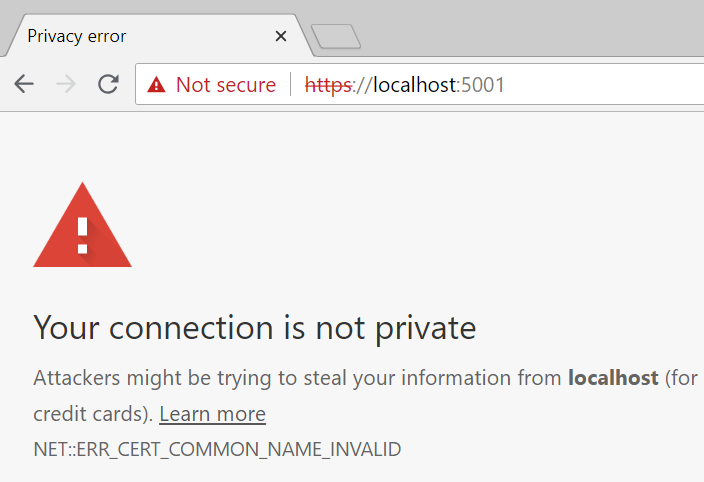 Privacy error
Not secure https://localhost:5001
Your connection is not private
Attackers might be trying to steal your information from localhost (for
credit cards). Learn more
NET::ERR_CERT_COMMON_NAME_INVALID